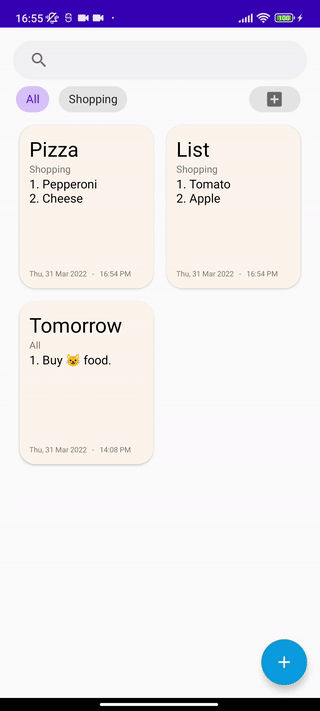 16:55
100
All
Shopping
Pizza
Shopping
1. Pepperoni
2. Cheese
Thu, 31 Mar 2022 - 16:54 PM
List
Shopping
1. Tomato
2. Apple
Thu, 31 Mar 2022 - 16:54 PM
Tomorrow
All
1. Buy 🐱 food.
Thu, 31 Mar 2022 - 14:08 PM